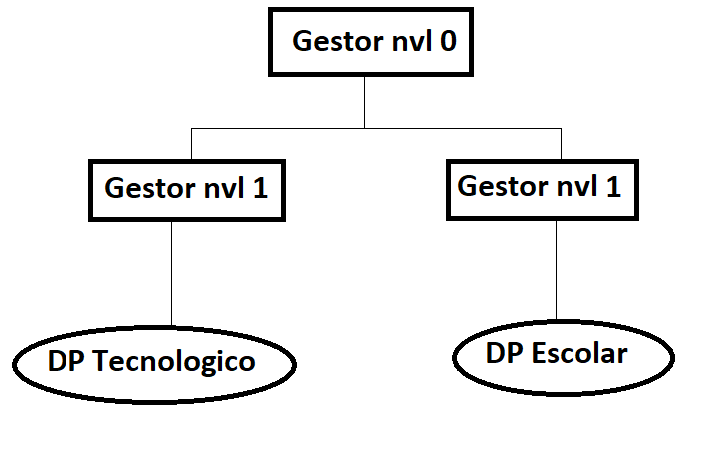 Gestor nvl 0
Gestor nvl 1
Gestor nvl 1
DP Tecnologico
DP Escolar